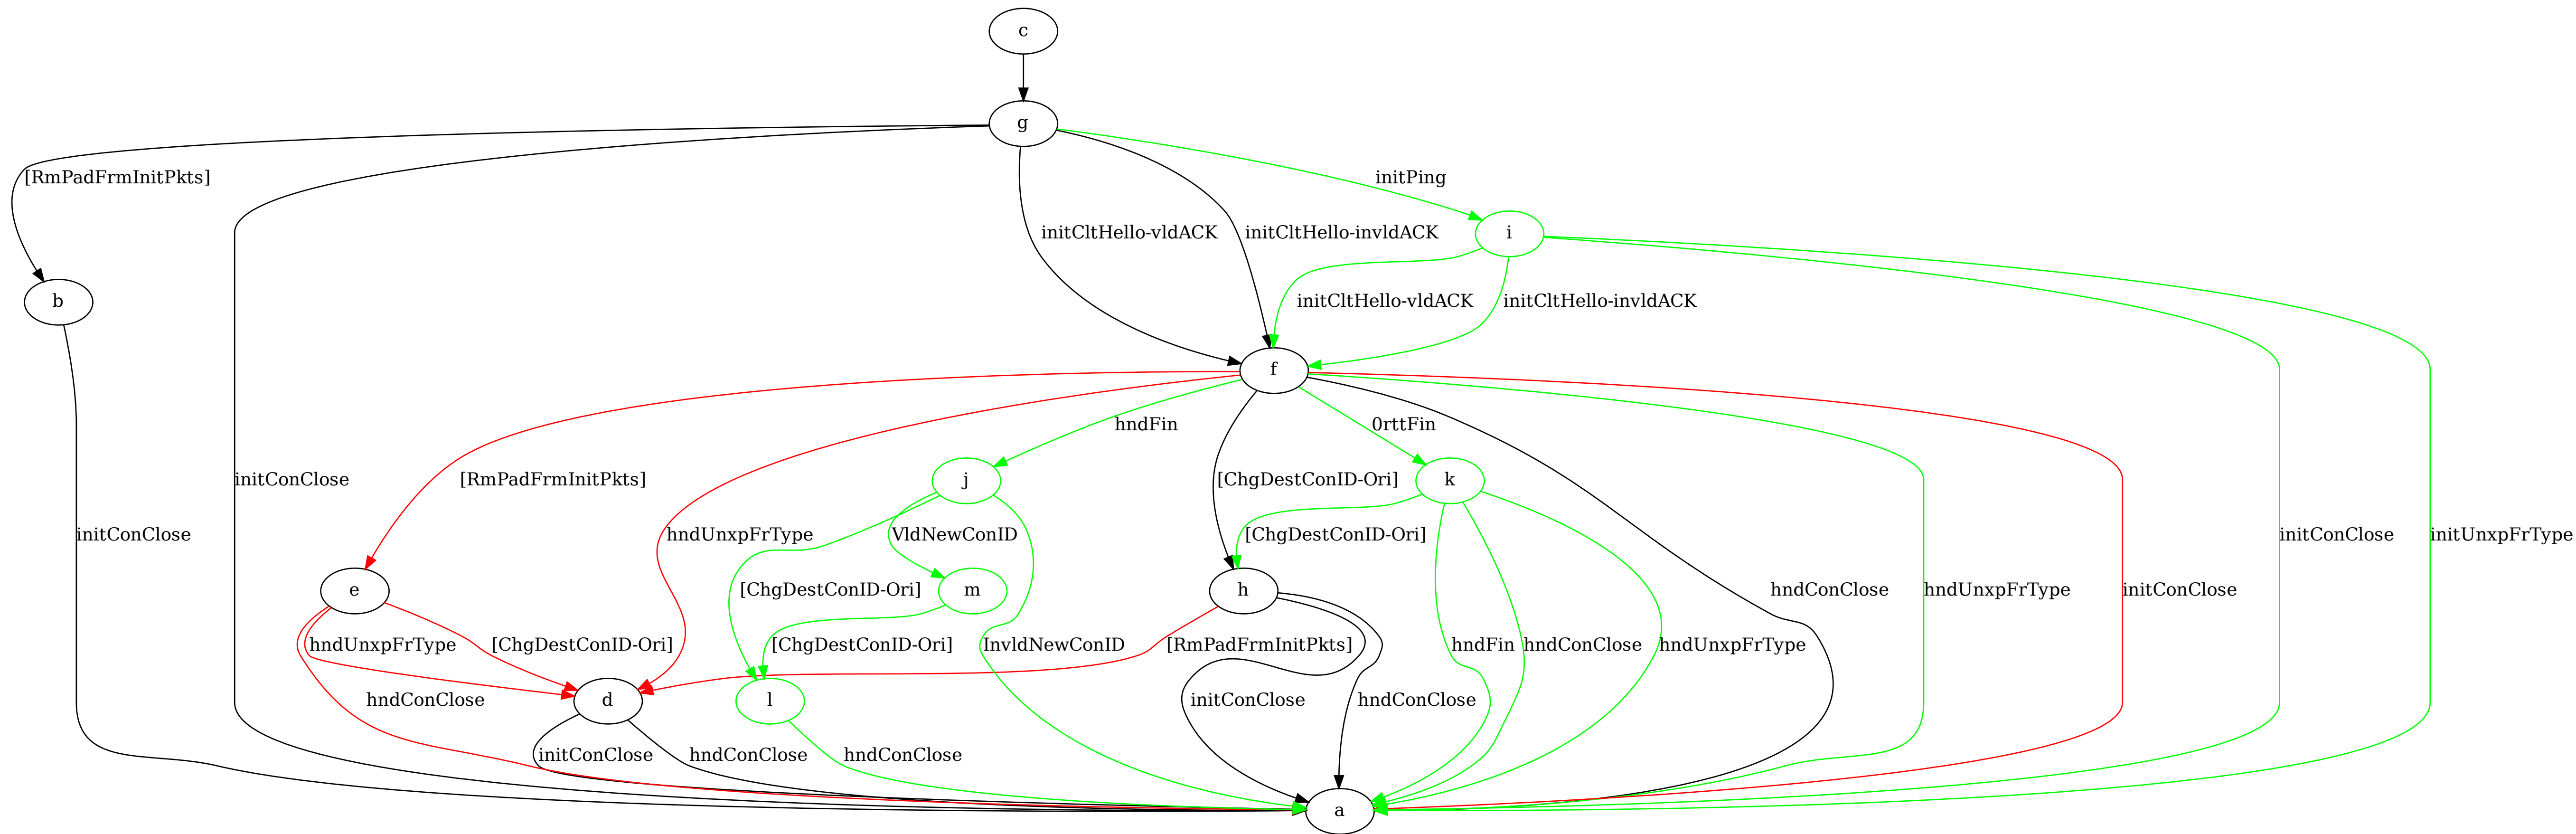 c
g
[RmPadFrmInitPkts]
initPing
initCltHello-vldACK
initCltHello-invldACK
i
b
initCltHello-vldACK
initCltHello-invldACK
f
hndFin
0rttFin
initConClose
[RmPadFrmInitPkts]
j
[ChgDestConID-Ori]
k
initConClose
hndUnxpFrType
VldNewConID
[ChgDestConID-Ori]
initConClose
initUnxpFrType
e
[ChgDestConID-Ori]
m
h
hndConClose
hndUnxpFrType
initConClose
hndUnxpFrType
[ChgDestConID-Ori]
[ChgDestConID-Ori]
InvldNewConID
[RmPadFrmInitPkts]
hndFin
hndConClose
hndUnxpFrType
hndConClose
d
l
initConClose
hndConClose
initConClose
hndConClose
hndConClose
a